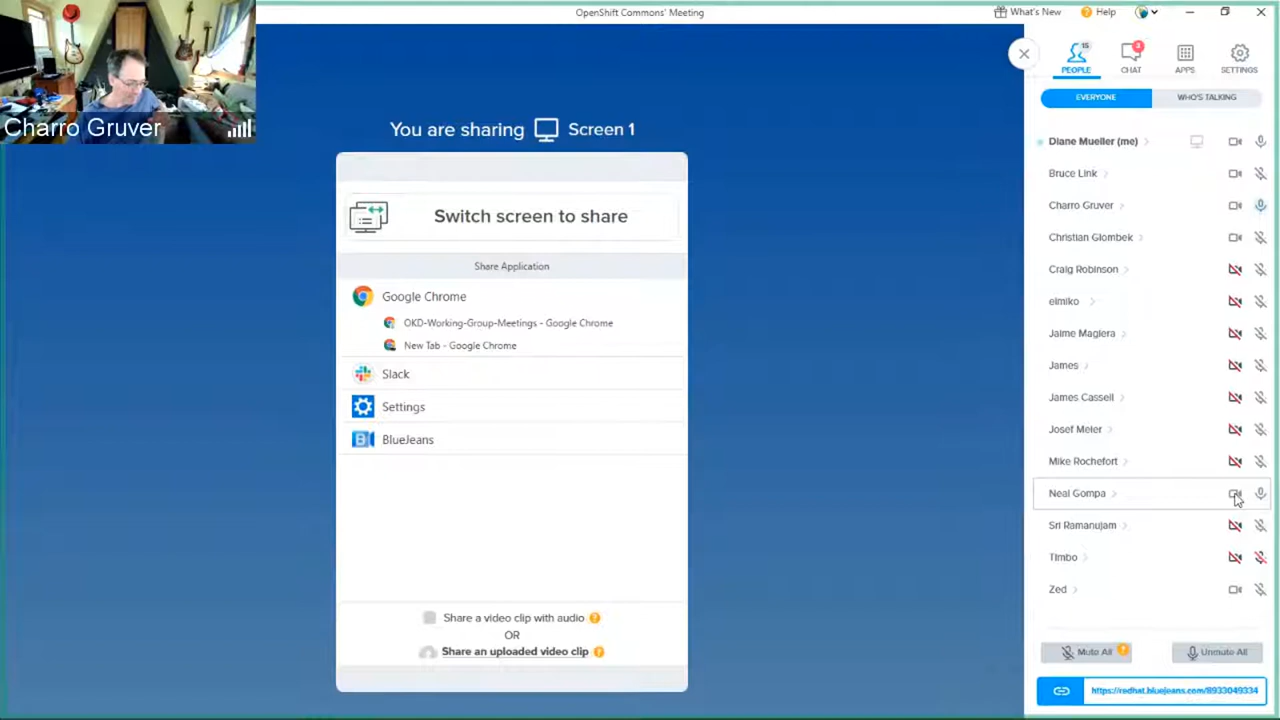 OpenShift Commons' Meeting
What's New
Help
Charro Gruver
You are sharing Screen 1
Switch screen to share
Share Application
Google Chrome
OKD-Working-Group-Meetings - Google Chrome
New Tab - Google Chrome
Slack
Settings
BlueJeans
Share a video clip with audio ?
OR
Share an uploaded video clip ?
15
PEOPLE
3
CHAT
APPS
SETTINGS
EVERYONE
WHO'S TALKING
Diane Mueller (me)
Bruce Link
Charro Gruver
Christian Glombek
Craig Robinson
elmiko
Jaime Magiera
James
James Cassell
Josef Meier
Mike Rochefort
Neal Gompa
Sri Ramanujam
Timbo
Zed
Mute All ?
Unmute All
https://redhat.bluejeans.com/8933049334